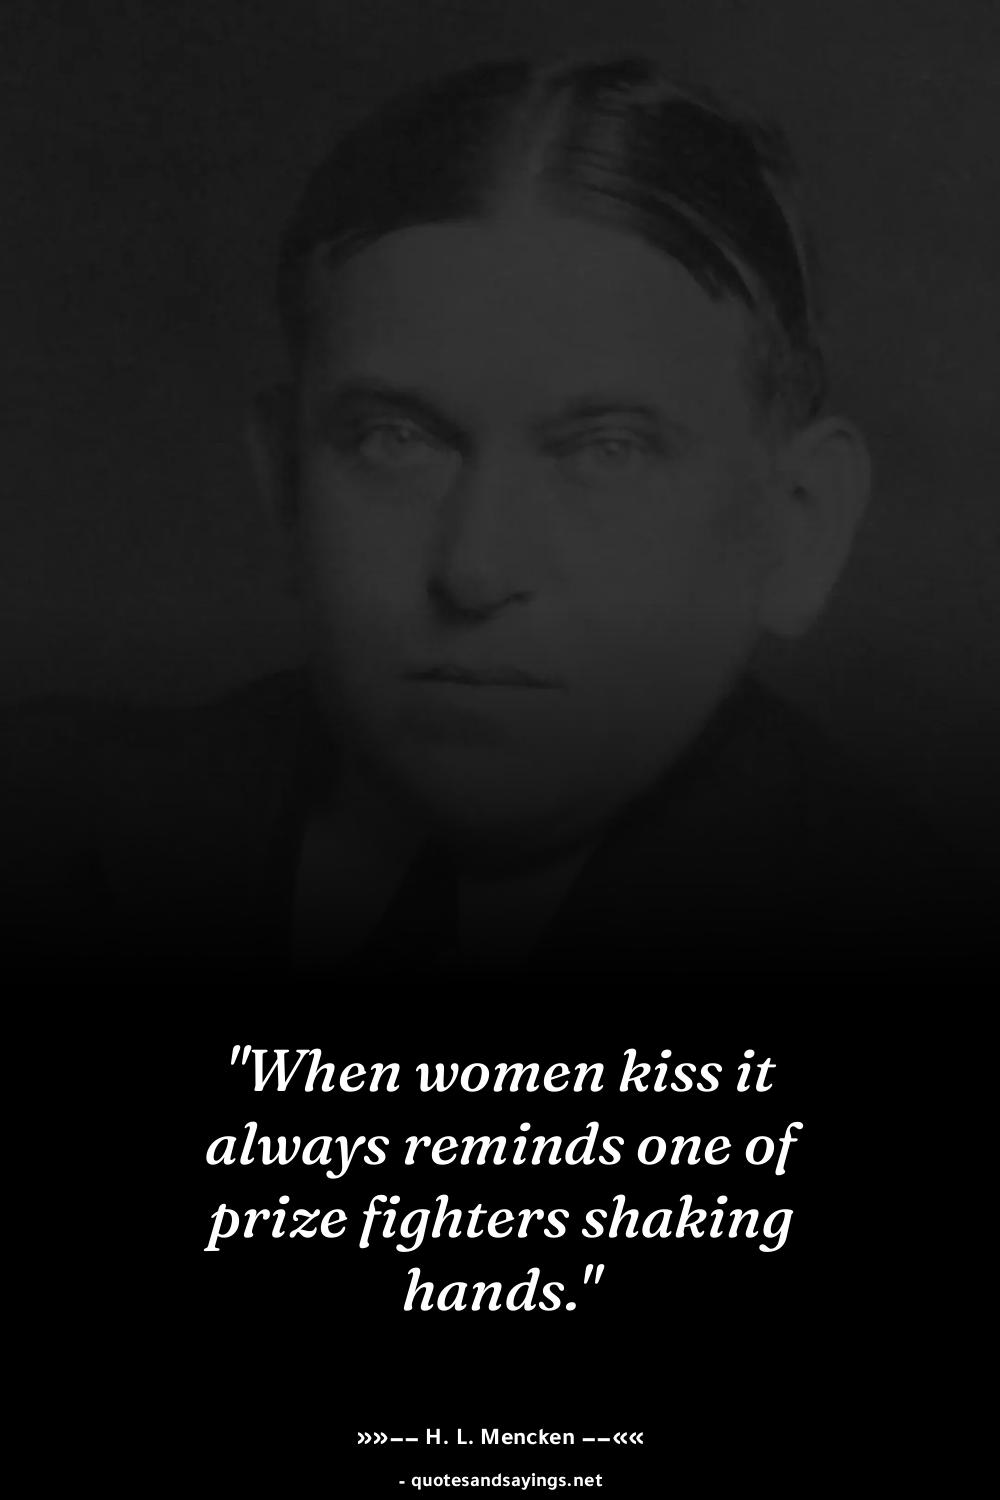 "When women kiss it
always reminds one of
prize fighters shaking
hands."
»»−− H. L. Mencken −−««
- quotesandsayings.net